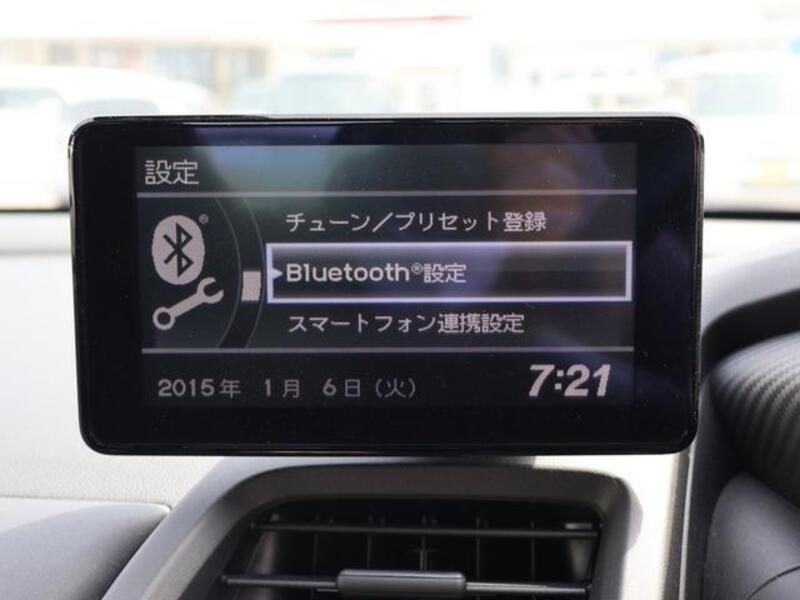 設定
チューン／プリセット登録
Bluetooth®設定
スマートフォン連携設定
2015年 1月 6日（火） 7:21